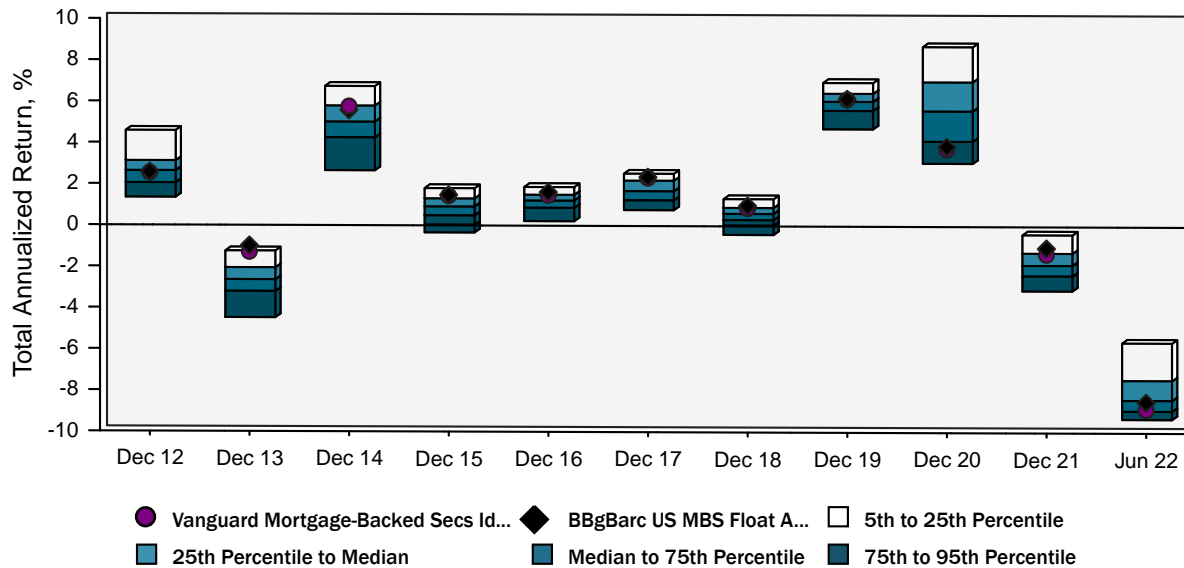 Total Annualized Return, %
10
8
6
4
2
0
-2
-4
-6
-8
-10
Dec 12 Dec 13 Dec 14 Dec 15 Dec 16 Dec 17 Dec 18 Dec 19 Dec 20 Dec 21 Jun 22
Vanguard Mortgage-Backed Secs Id... BBgBarc US MBS Float A... 5th to 25th Percentile
25th Percentile to Median Median to 75th Percentile 75th to 95th Percentile